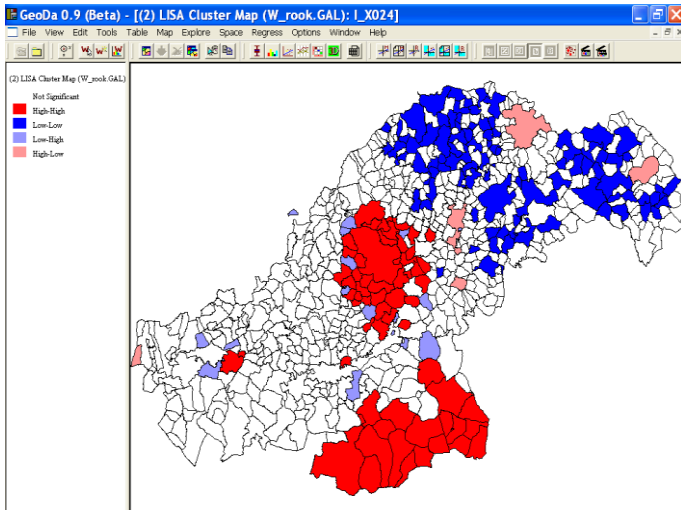 GeoDa 0.9 (Beta) - [(2) LISA Cluster Map (W_rook.GAL): I_X024]
File View Edit Tools Table Map Explore Space Regress Options Window Help
(2) LISA Cluster Map (W_rook.GAL)
Not Significant
High-High
Low-Low
Low-High
High-Low